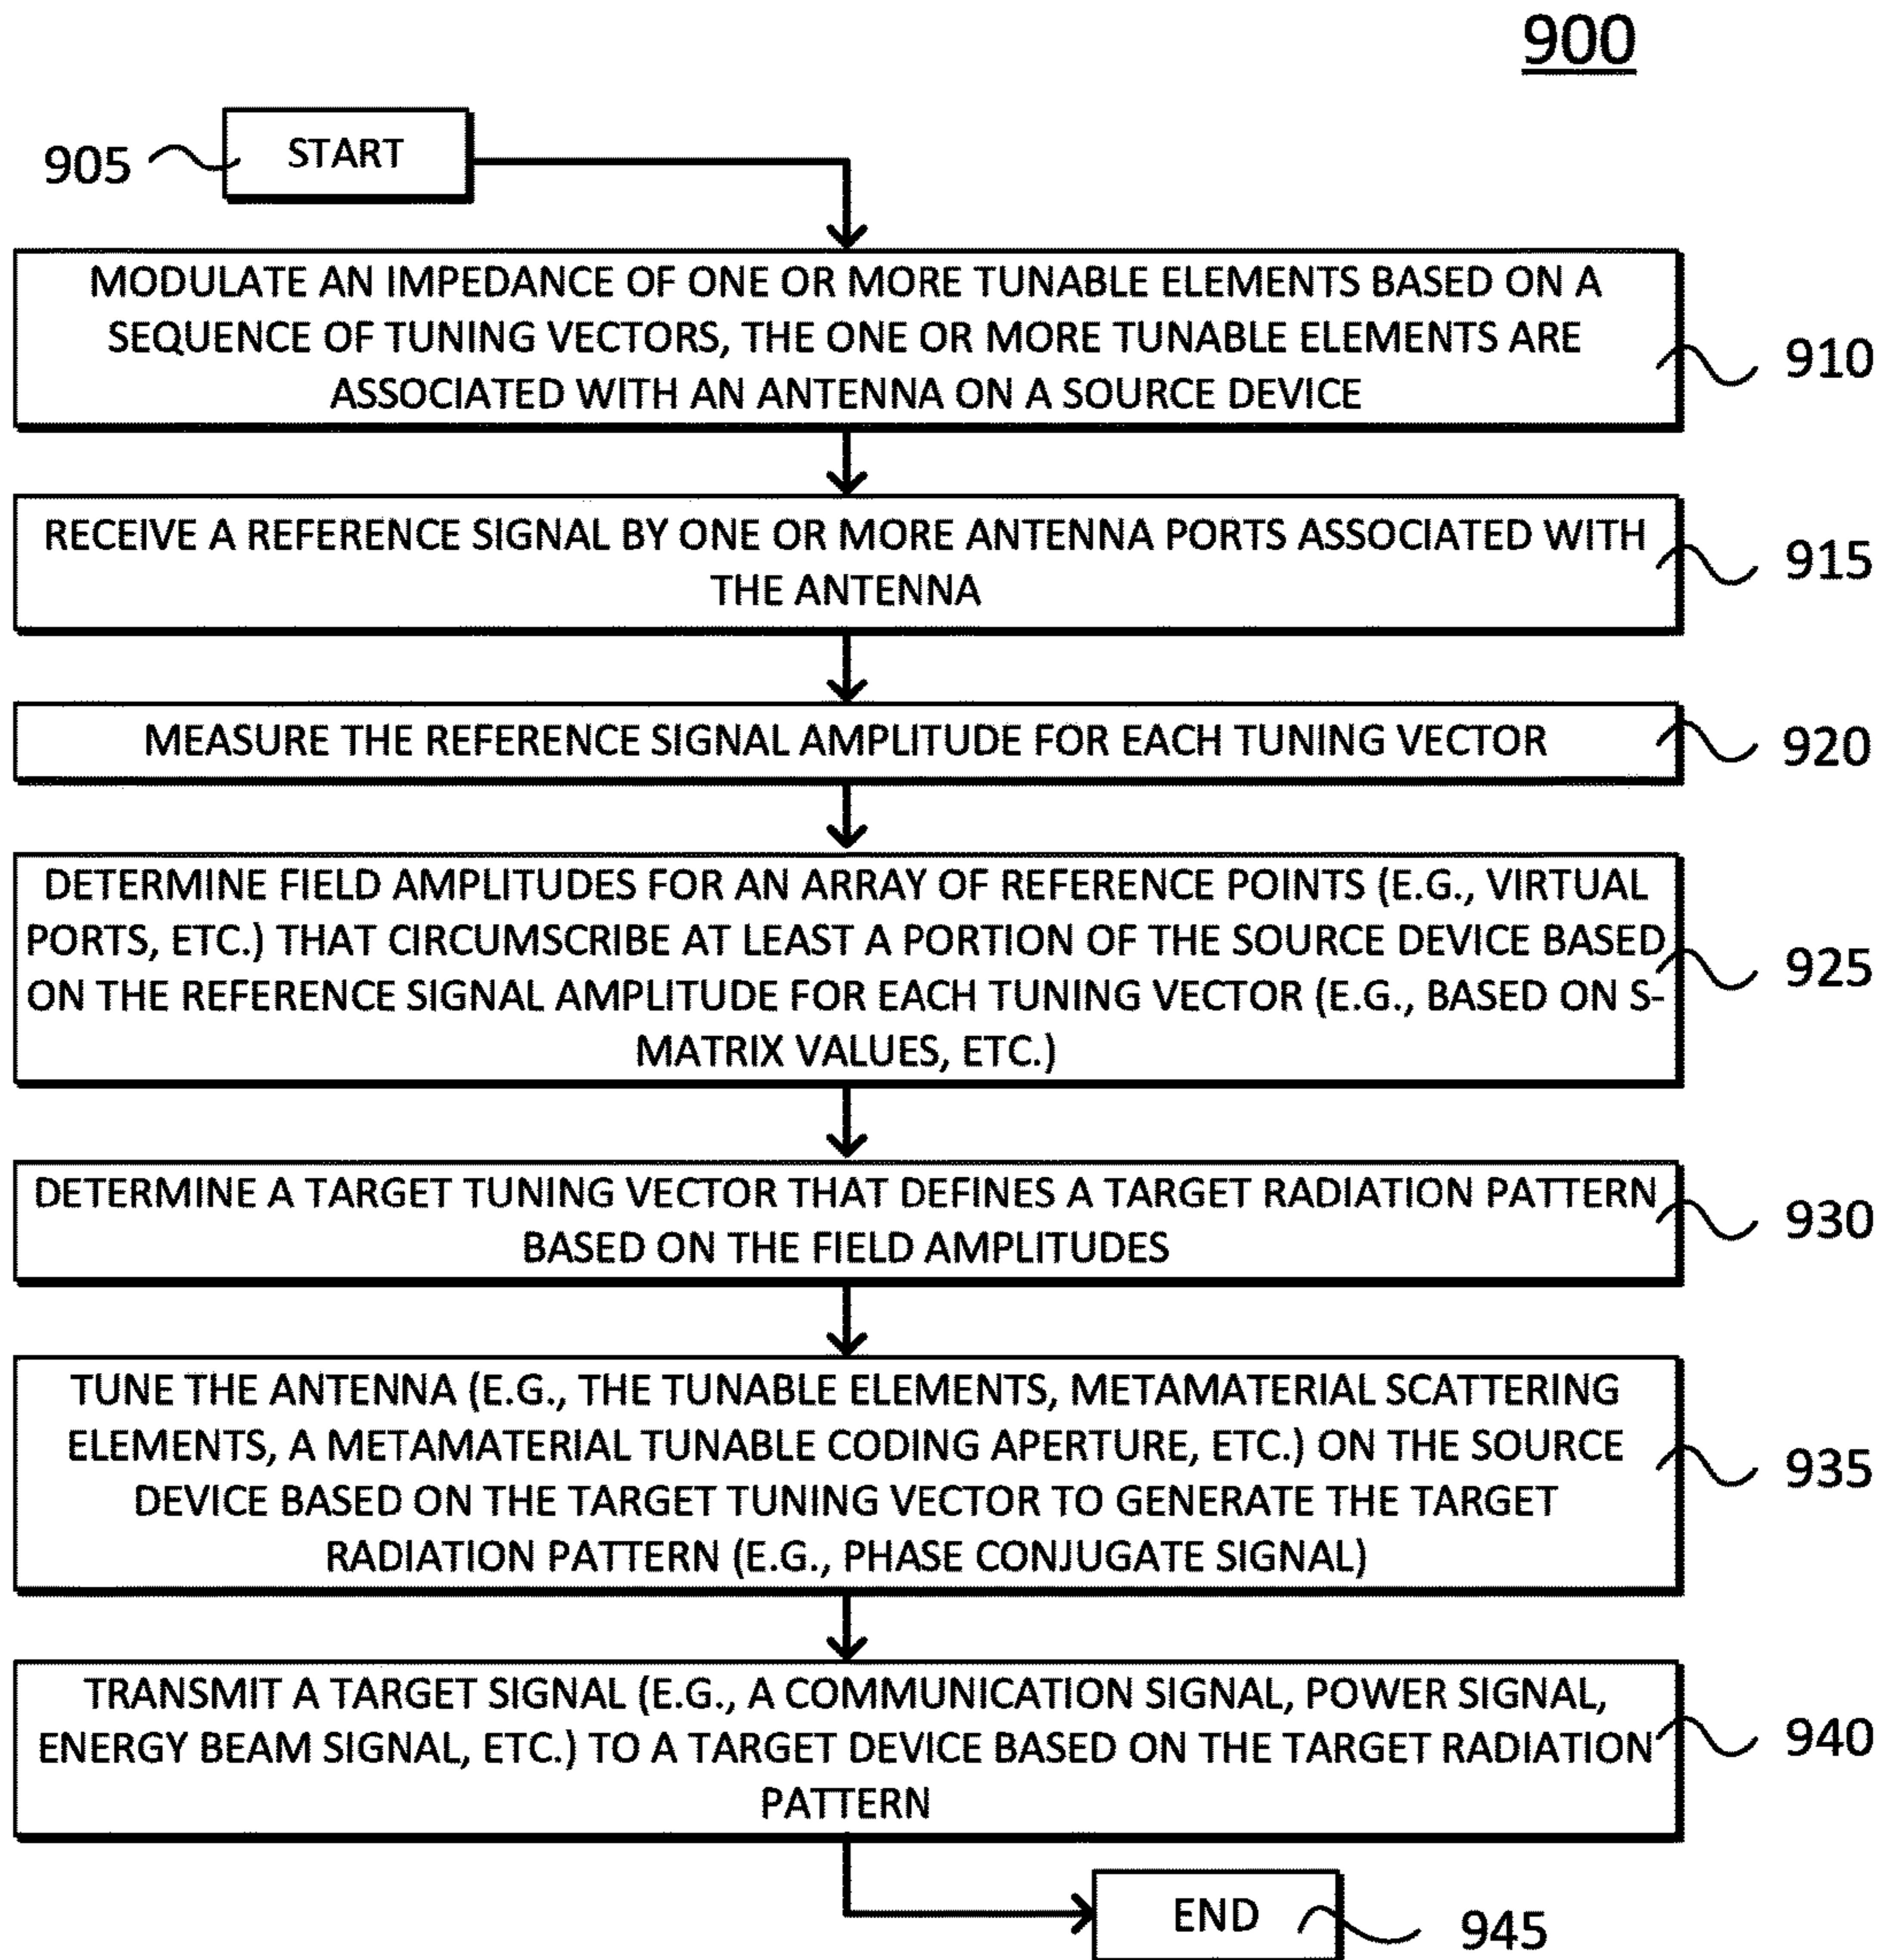 900
905
START
MODULATE AN IMPEDANCE OF ONE OR MORE TUNABLE ELEMENTS BASED ON A
SEQUENCE OF TUNING VECTORS, THE ONE OR MORE TUNABLE ELEMENTS ARE
ASSOCIATED WITH AN ANTENNA ON A SOURCE DEVICE
910
RECEIVE A REFERENCE SIGNAL BY ONE OR MORE ANTENNA PORTS ASSOCIATED WITH
THE ANTENNA
915
MEASURE THE REFERENCE SIGNAL AMPLITUDE FOR EACH TUNING VECTOR
920
DETERMINE FIELD AMPLITUDES FOR AN ARRAY OF REFERENCE POINTS (E.G., VIRTUAL
PORTS, ETC.) THAT CIRCUMSCRIBE AT LEAST A PORTION OF THE SOURCE DEVICE BASED
ON THE REFERENCE SIGNAL AMPLITUDE FOR EACH TUNING VECTOR (E.G., BASED ON S-
MATRIX VALUES, ETC.)
925
DETERMINE A TARGET TUNING VECTOR THAT DEFINES A TARGET RADIATION PATTERN
BASED ON THE FIELD AMPLITUDES
930
TUNE THE ANTENNA (E.G., THE TUNABLE ELEMENTS, METAMATERIAL SCATTERING
ELEMENTS, A METAMATERIAL TUNABLE CODING APERTURE, ETC.) ON THE SOURCE
DEVICE BASED ON THE TARGET TUNING VECTOR TO GENERATE THE TARGET
RADIATION PATTERN (E.G., PHASE CONJUGATE SIGNAL)
935
TRANSMIT A TARGET SIGNAL (E.G., A COMMUNICATION SIGNAL, POWER SIGNAL,
ENERGY BEAM SIGNAL, ETC.) TO A TARGET DEVICE BASED ON THE TARGET RADIATION
PATTERN
940
END
945